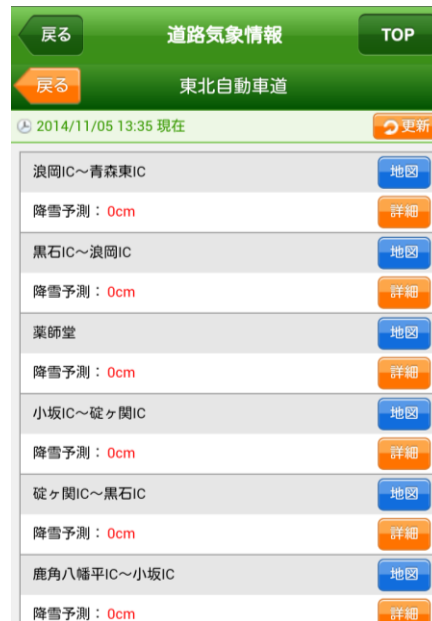 戻る 道路気象情報 TOP
戻る 東北自動車道
2014/11/05 13:35 現在 更新
浪岡IC～青森東IC 地図
降雪予測： 0cm 詳細
黒石IC～浪岡IC 地図
降雪予測： 0cm 詳細
薬師堂 地図
降雪予測： 0cm 詳細
小坂IC～碇ヶ関IC 地図
降雪予測： 0cm 詳細
碇ヶ関IC～黒石IC 地図
降雪予測： 0cm 詳細
鹿角八幡平IC～小坂IC 地図
降雪予測： 0cm 詳細